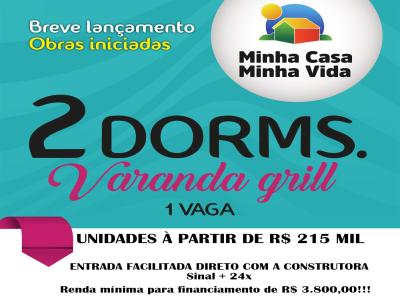 Breve lançamento
Obras iniciadas
Minha Casa
Minha Vida
2 DORMS.
Varanda grill
1 VAGA
UNIDADES À PARTIR DE R$ 215 MIL
ENTRADA FACILITADA DIRETO COM A CONSTRUTORA
Sinal + 24x
Renda mínima para financiamento de R$ 3.800,00!!!